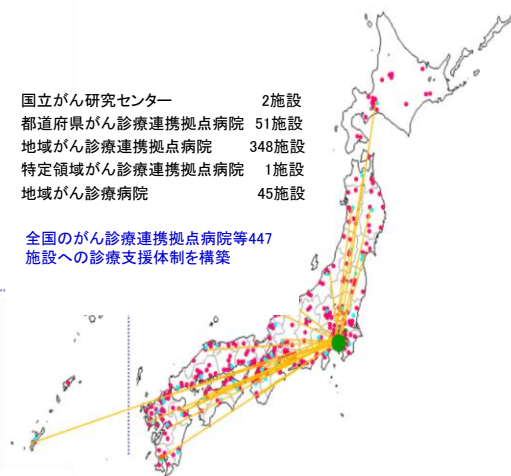 国立がん研究センター 2施設
都道府県がん診療連携拠点病院 51施設
地域がん診療連携拠点病院 348施設
特定領域がん診療連携拠点病院 1施設
地域がん診療病院 45施設
全国のがん診療連携拠点病院等447
施設への診療支援体制を構築